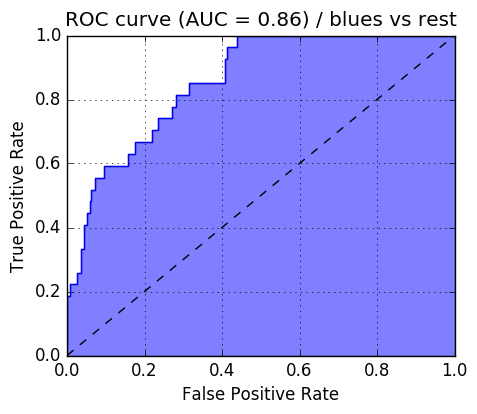 ROC curve (AUC = 0.86) / blues vs rest
True Positive Rate
1.0
0.8
0.6
0.4
0.2
0.0
0.0 0.2 0.4 0.6 0.8 1.0
False Positive Rate